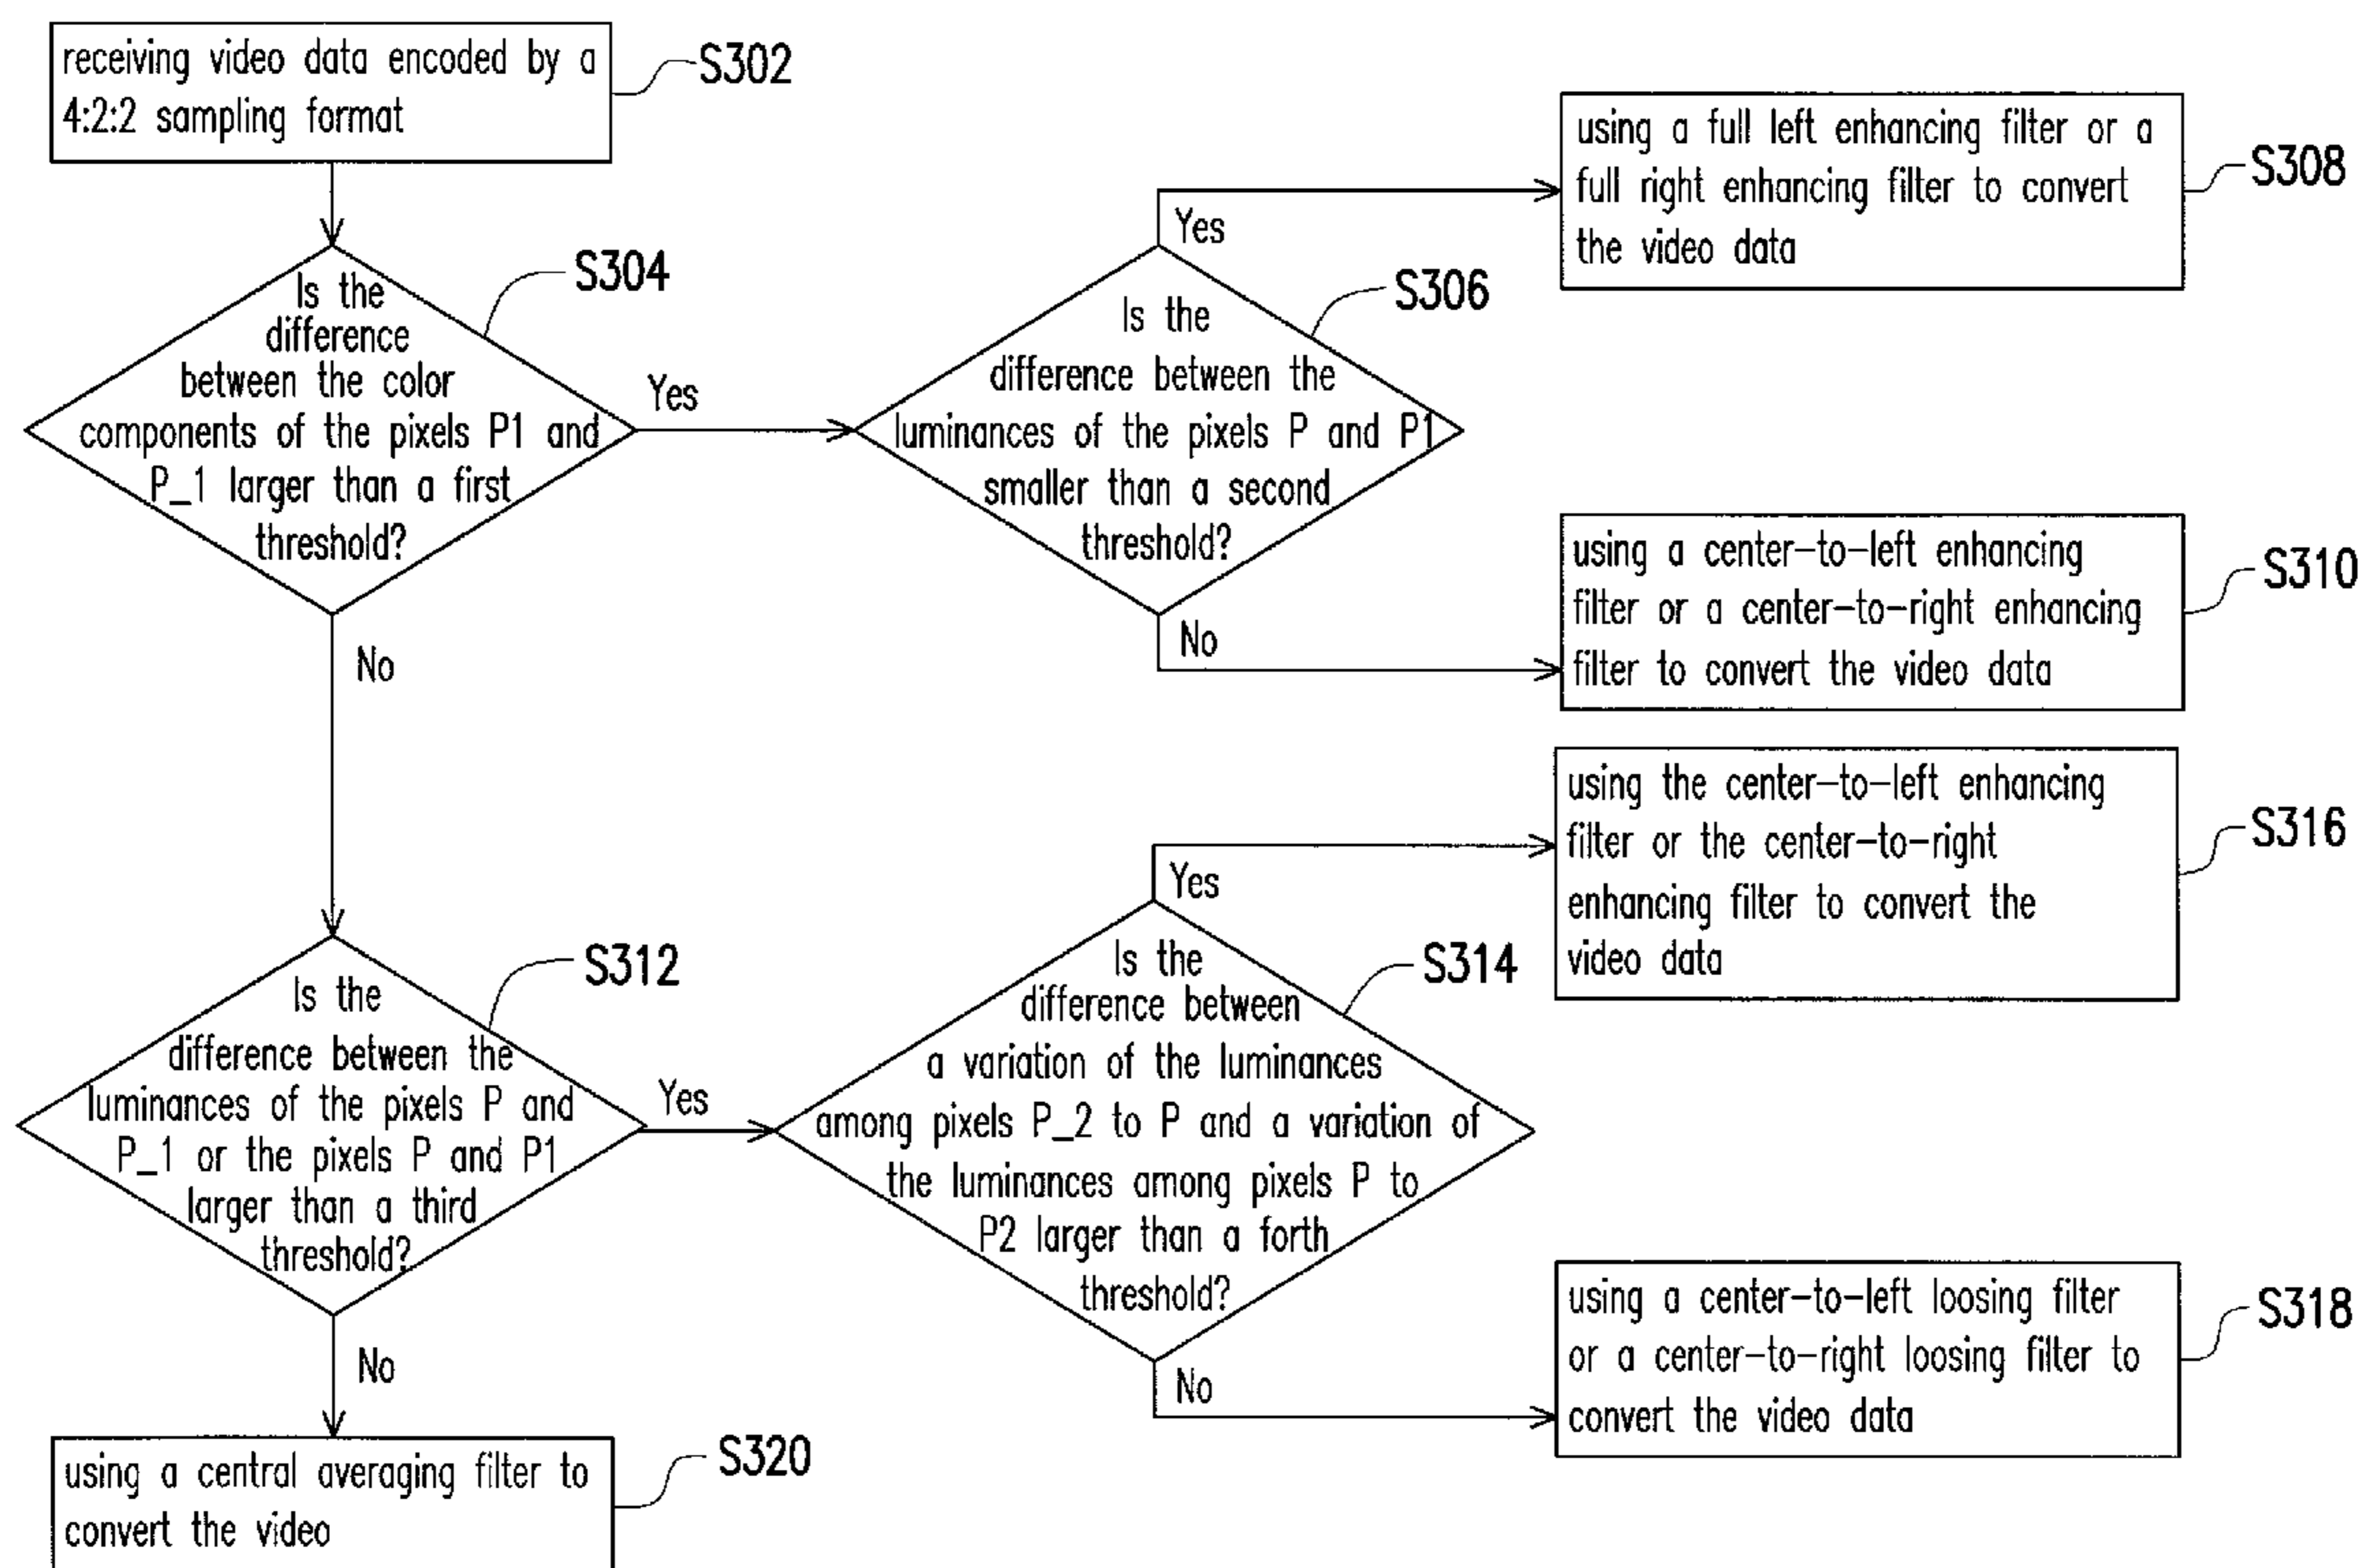 receiving video data encoded by a
4:2:2 sampling format
S302
Is the
difference
between the color
components of the pixels P1 and
P_1 larger than a first
threshold?
S304
Yes
No
Is the
difference between the
luminances of the pixels P and P1
smaller than a second
threshold?
S306
Yes
No
using a full left enhancing filter or a
full right enhancing filter to convert
the video data
S308
using a center-to-left enhancing
filter or a center-to-right enhancing
filter to convert the video data
S310
Is the
difference between the
luminances of the pixels P and
P_1 or the pixels P and P1
larger than a third
threshold?
S312
Yes
No
Is the
difference between
a variation of the luminances
among pixels P_2 to P and a variation of
the luminances among pixels P to
P2 larger than a forth
threshold?
S314
Yes
No
using the center-to-left enhancing
filter or the center-to-right
enhancing filter to convert the
video data
S316
using a center-to-left loosing filter
or a center-to-right loosing filter to
convert the video data
S318
using a central averaging filter to
convert the video
S320